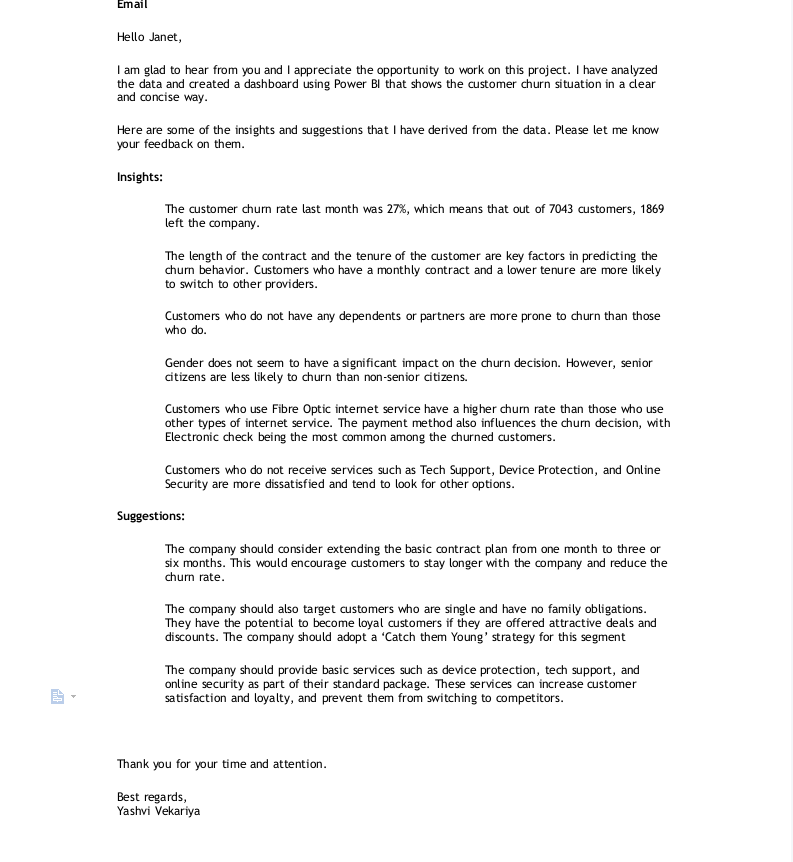 Email
Hello Janet,
I am glad to hear from you and I appreciate the opportunity to work on this project. I have analyzed
the data and created a dashboard using Power BI that shows the customer churn situation in a clear
and concise way.
Here are some of the insights and suggestions that I have derived from the data. Please let me know
your feedback on them.
Insights:
The customer churn rate last month was 27%, which means that out of 7043 customers, 1869
left the company.
The length of the contract and the tenure of the customer are key factors in predicting the
churn behavior. Customers who have a monthly contract and a lower tenure are more likely
to switch to other providers.
Customers who do not have any dependents or partners are more prone to churn than those
who do.
Gender does not seem to have a significant impact on the churn decision. However, senior
citizens are less likely to churn than non-senior citizens.
Customers who use Fibre Optic internet service have a higher churn rate than those who use
other types of internet service. The payment method also influences the churn decision, with
Electronic check being the most common among the churned customers.
Customers who do not receive services such as Tech Support, Device Protection, and Online
Security are more dissatisfied and tend to look for other options.
Suggestions:
The company should consider extending the basic contract plan from one month to three or
six months. This would encourage customers to stay longer with the company and reduce the
churn rate.
The company should also target customers who are single and have no family obligations.
They have the potential to become loyal customers if they are offered attractive deals and
discounts. The company should adopt a ‘Catch them Young’ strategy for this segment
The company should provide basic services such as device protection, tech support, and
online security as part of their standard package. These services can increase customer
satisfaction and loyalty, and prevent them from switching to competitors.
Thank you for your time and attention.
Best regards,
Yashvi Vekariya